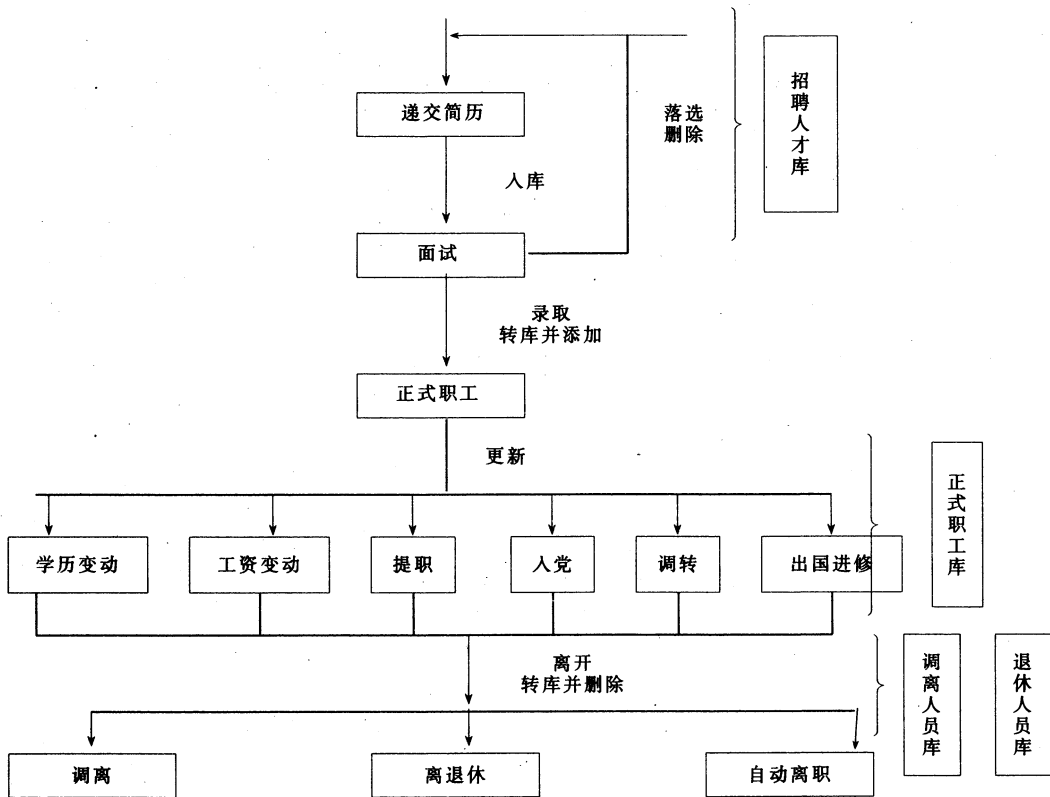 递交简历
落选
删除
招聘人才库
入库
面试
录取
转库并添加
正式职工
更新
正式职工库
学历变动
工资变动
提职
入党
调转
出国进修
离开
转库并删除
调离人员库
退休人员库
调离
离退休
自动离职